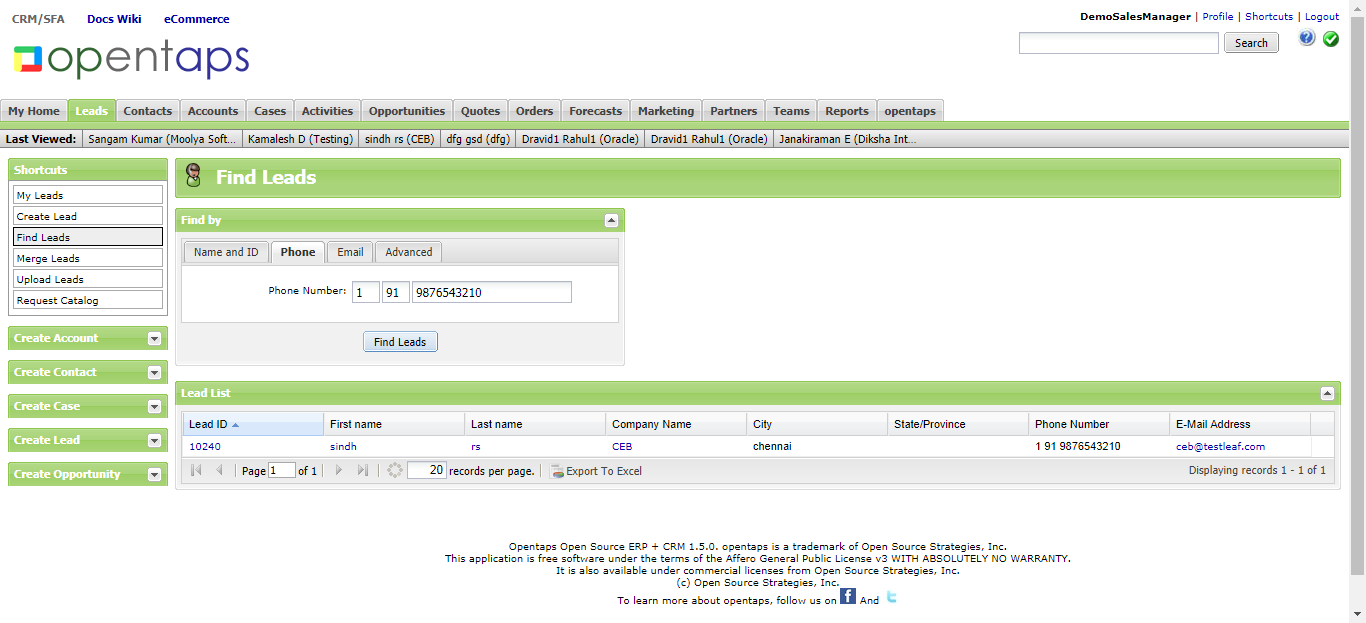 CRM/SFA Docs Wiki eCommerce
DemoSalesManager | Profile | Shortcuts | Logout
opentaps
Search
My Home Leads Contacts Accounts Cases Activities Opportunities Quotes Orders Forecasts Marketing Partners Teams Reports opentaps
Last Viewed: Sangam Kumar (Moolya Soft... Kamalesh D (Testing) sindh rs (CEB) dfg gsd (dfg) Dravid1 Rahul1 (Oracle) Dravid1 Rahul1 (Oracle) Janakiraman E (Diksha Int...
Shortcuts
My Leads
Create Lead
Find Leads
Merge Leads
Upload Leads
Request Catalog
Create Account
Create Contact
Create Case
Create Lead
Create Opportunity
Find Leads
Find by
Name and ID Phone Email Advanced
Phone Number: 1 91 9876543210
Find Leads
Lead List
Lead ID First name Last name Company Name City State/Province Phone Number E-Mail Address
10240 sindh rs CEB chennai 1 91 9876543210 ceb@testleaf.com
Page 1 of 1 20 records per page. Export To Excel Displaying records 1 - 1 of 1
Opentaps Open Source ERP + CRM 1.5.0. opentaps is a trademark of Open Source Strategies, Inc.
This application is free software under the terms of the Affero General Public License v3 WITH ABSOLUTELY NO WARRANTY.
It is also available under commercial licenses from Open Source Strategies, Inc.
(c) Open Source Strategies, Inc.
To learn more about opentaps, follow us on f And t